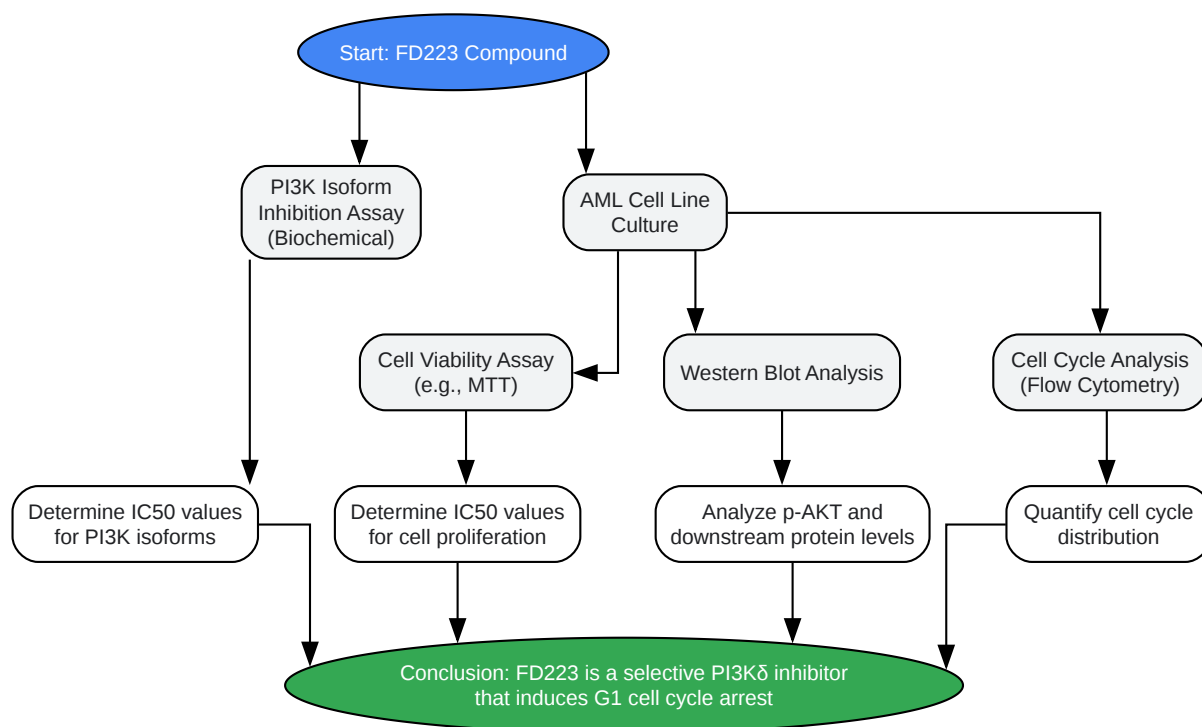 Start: FD223 Compound
PI3K Isoform
Inhibition Assay
(Biochemical)
AML Cell Line
Culture
Cell Viability Assay
(e.g., MTT)
Western Blot Analysis
Cell Cycle Analysis
(Flow Cytometry)
Determine IC50 values
for PI3K isoforms
Determine IC50 values
for cell proliferation
Analyze p-AKT and
downstream protein levels
Quantify cell cycle
distribution
Conclusion: FD223 is a selective PI3Kδ inhibitor
that induces G1 cell cycle arrest